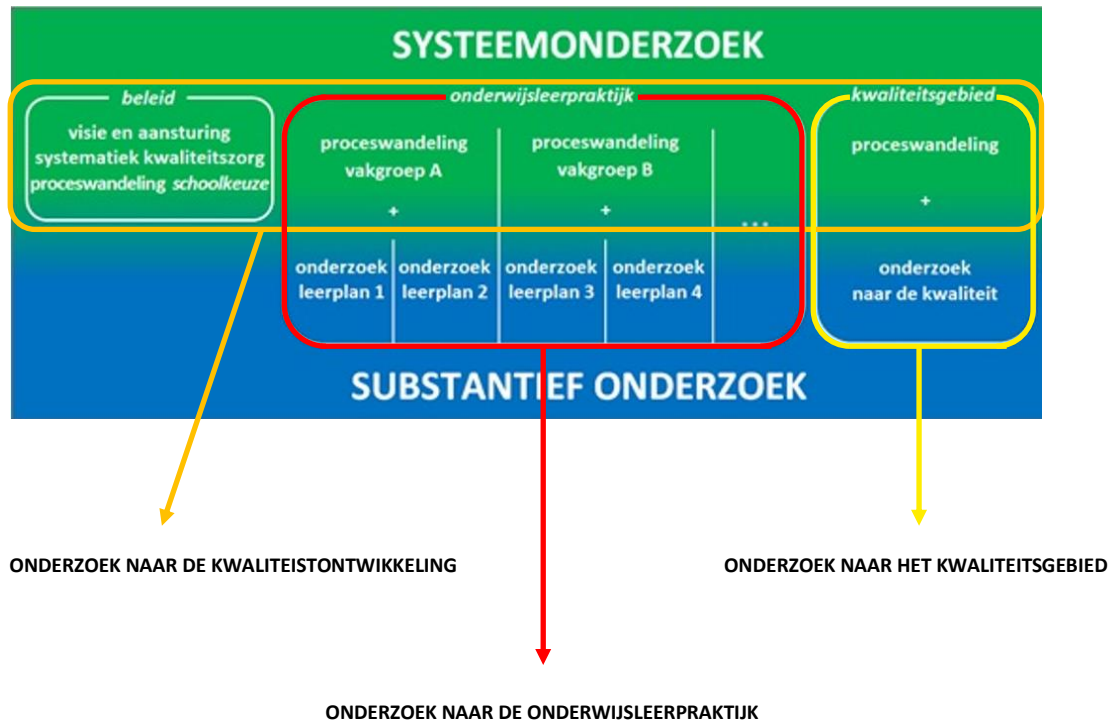 SYSTEEMONDERZOEK
beleid
visie en aansturing
systematiek kwaliteitszorg
proceswandeling schoolkeuze
onderwijsleerpraktijk
proceswandeling
vakgroep A
+
proceswandeling
vakgroep B
+
...
onderzoek
leerplan 1
onderzoek
leerplan 2
onderzoek
leerplan 3
onderzoek
leerplan 4
kwaliteitsgebied
proceswandeling
+
onderzoek
naar de kwaliteit
SUBSTANTIEF ONDERZOEK
ONDERZOEK NAAR DE KWALITEISTONTWIKKELING
ONDERZOEK NAAR HET KWALITEITSGEBIED
ONDERZOEK NAAR DE ONDERWIJSLEERPRAKTIJK